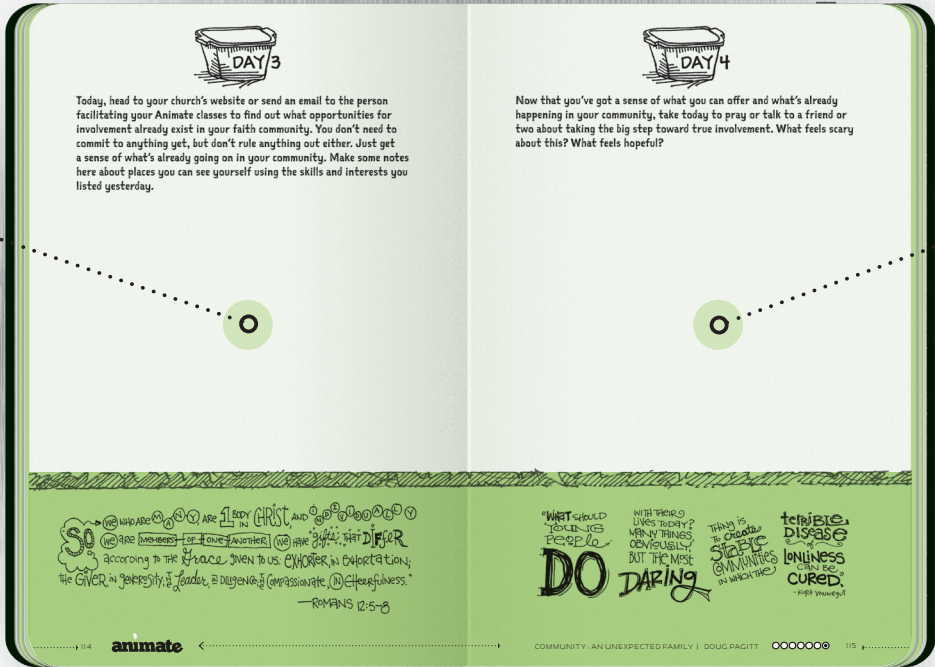 DAY 3
Today, head to your church's website or send an email to the person
facilitating your Animate classes to find out what opportunities for
involvement already exist in your faith community. You don't need to
commit to anything yet, but don't rule anything out either. Just get
a sense of what's already going on in your community. Make some notes
here about places you can see yourself using the skills and interests you
listed yesterday.
So we who are MANY are 1 BODY IN CHRIST, AND INDIVIDUALLY
we are MEMBERS OF ONE ANOTHER. We HAVE "gifts" THAT DIFfeR
according to THE Grace given to us: EXHORTER, in EXHORTATION;
the GIVER in generosity; THE Leader, in DILIGENCE; THE Compassionate, IN CHeerfulness."
—ROMANS 12:5-8
114
animate
DAY 4
Now that you've got a sense of what you can offer and what's already
happening in your community, take today to pray or talk to a friend or
two about taking the big step toward true involvement. What feels scary
about this? What feels hopeful?
"WHAT SHOULD
YOUNG
PEOPLE
DO
WITH THEIR
LIVES TODAY?
MANY THINGS,
OBVIOUSLY,
BUT THE MOST
DARING
THING IS
TO create
STABLE
COMMUNITIES
IN WHICH THE
terrible
DISease
of
LONLINESS
CAN BE
CURED."
- KURT VONNEGUT
COMMUNITY: AN UNEXPECTED FAMILY | DOUG PAGITT
115